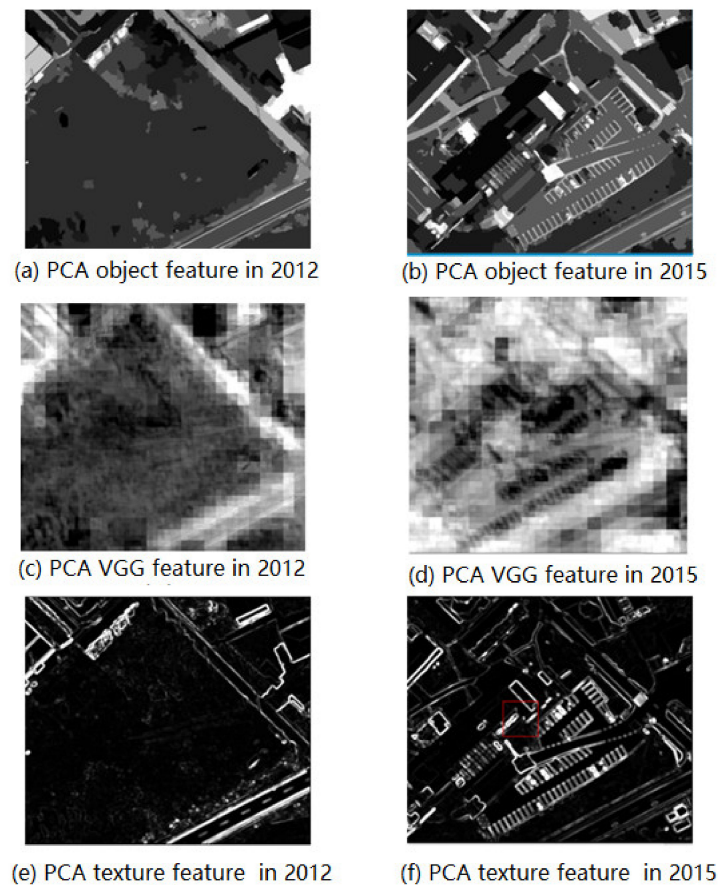 (a) PCA object feature in 2012
(b) PCA object feature in 2015
(c) PCA VGG feature in 2012
(d) PCA VGG feature in 2015
(e) PCA texture feature in 2012
(f) PCA texture feature in 2015